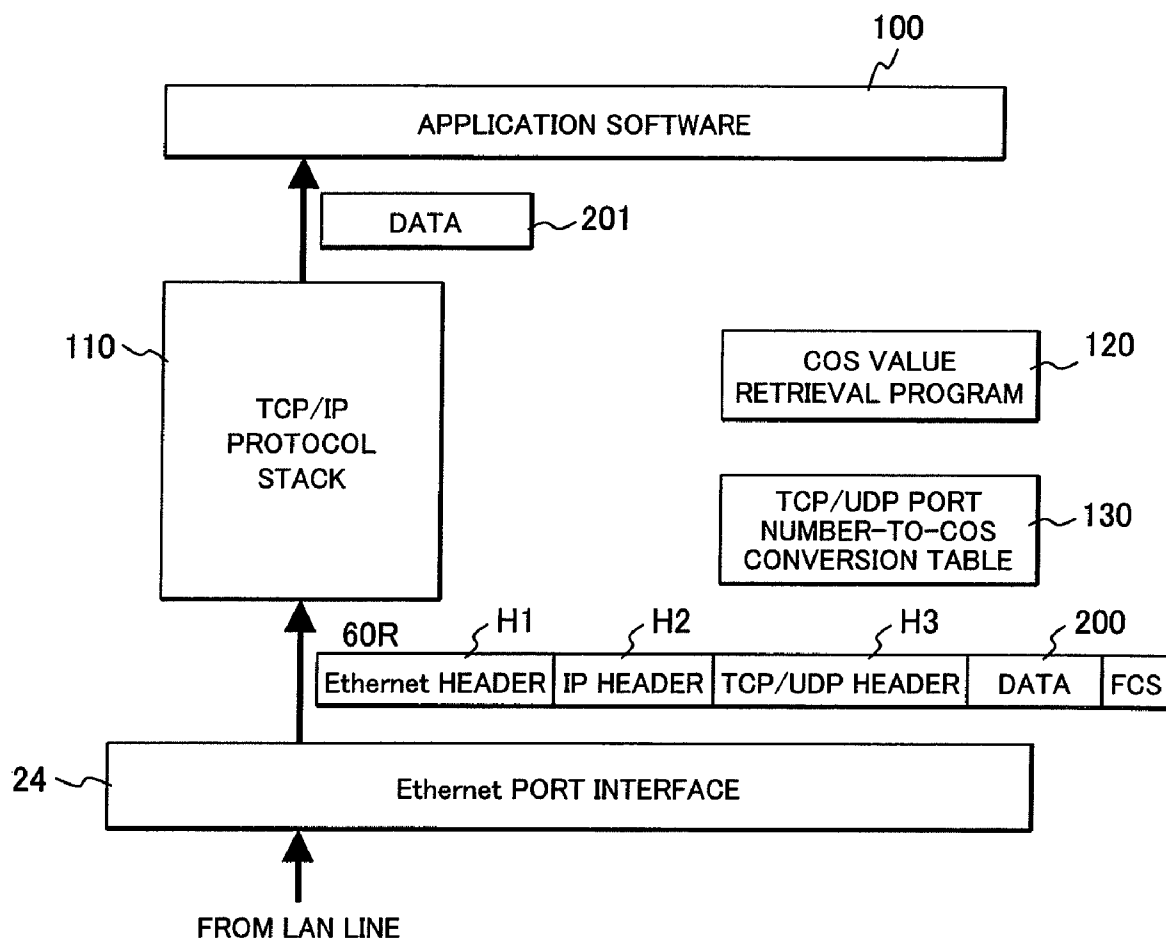 100
APPLICATION SOFTWARE
DATA
201
110
TCP/IP
PROTOCOL
STACK
COS VALUE
RETRIEVAL PROGRAM
120
TCP/UDP PORT
NUMBER-TO-COS
CONVERSION TABLE
130
60R
H1
H2
H3
200
Ethernet HEADER
IP HEADER
TCP/UDP HEADER
DATA
FCS
24
Ethernet PORT INTERFACE
FROM LAN LINE